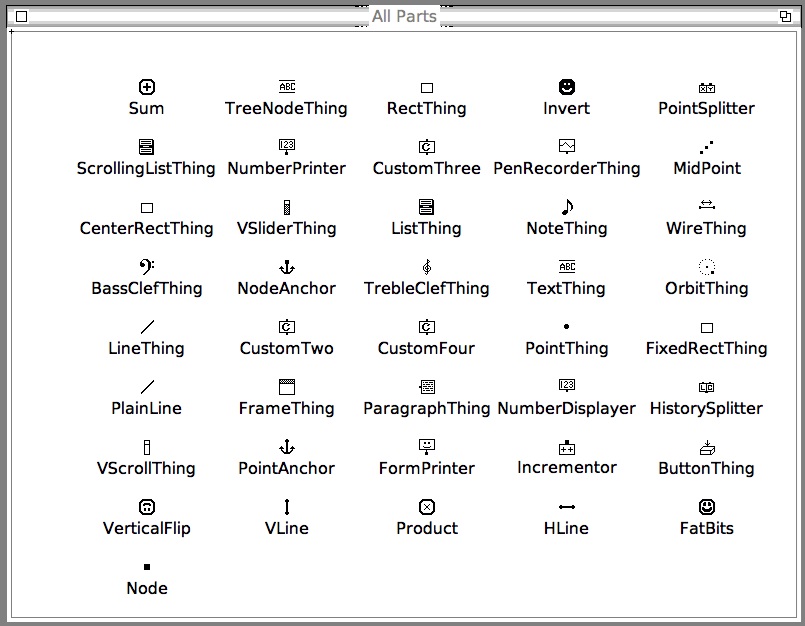 All Parts
Sum TreeNodeThing RectThing Invert PointSplitter
ScrollingListThing NumberPrinter CustomThree PenRecorderThing MidPoint
CenterRectThing VSliderThing ListThing NoteThing WireThing
BassClefThing NodeAnchor TrebleClefThing TextThing OrbitThing
LineThing CustomTwo CustomFour PointThing FixedRectThing
PlainLine FrameThing ParagraphThing NumberDisplayer HistorySplitter
VScrollThing PointAnchor FormPrinter Incrementor ButtonThing
VerticalFlip VLine Product HLine FatBits
Node